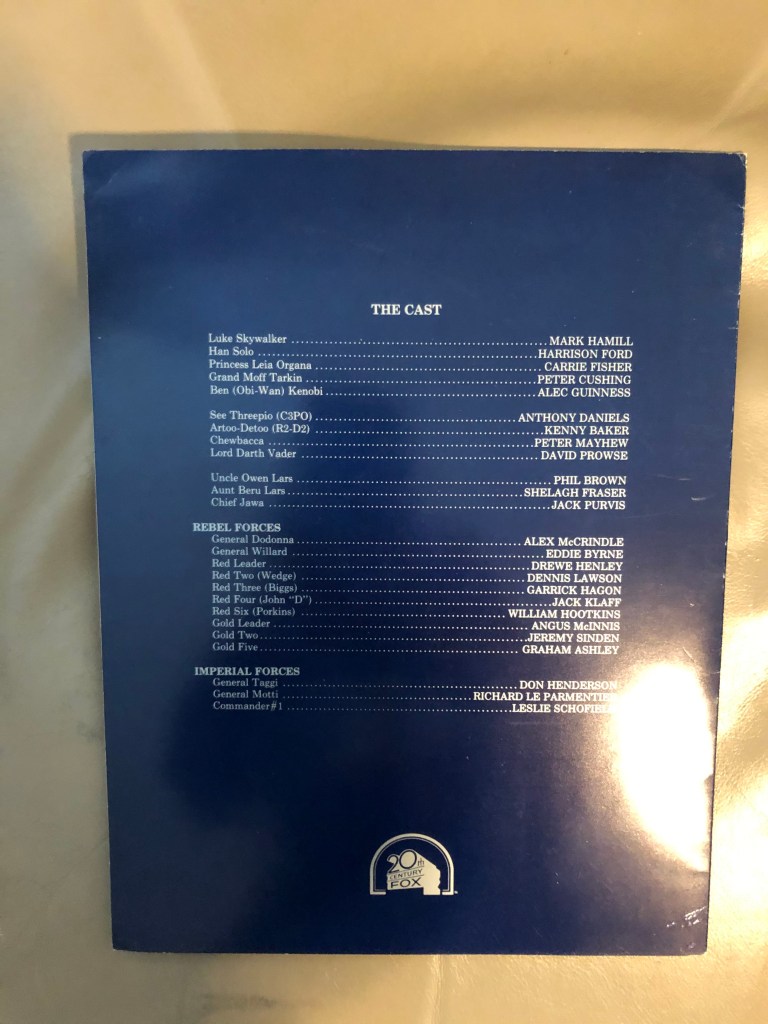 THE CAST
Luke Skywalker ........................................................ MARK HAMILL
Han Solo ........................................................ HARRISON FORD
Princess Leia Organa ........................................................ CARRIE FISHER
Grand Moff Tarkin ........................................................ PETER CUSHING
Ben (Obi-Wan) Kenobi ........................................................ ALEC GUINNESS
See Threepio (C3PO) ........................................................ ANTHONY DANIELS
Artoo-Detoo (R2-D2) ........................................................ KENNY BAKER
Chewbacca ........................................................ PETER MAYHEW
Lord Darth Vader ........................................................ DAVID PROWSE
Uncle Owen Lars ........................................................ PHIL BROWN
Aunt Beru Lars ........................................................ SHELAGH FRASER
Chief Jawa ........................................................ JACK PURVIS
REBEL FORCES
General Dodonna ........................................................ ALEX McCRINDLE
General Willard ........................................................ EDDIE BYRNE
Red Leader ........................................................ DREWE HENLEY
Red Two (Wedge) ........................................................ DENNIS LAWSON
Red Three (Biggs) ........................................................ GARRICK HAGON
Red Four (John "D") ........................................................ JACK KLAFF
Red Six (Porkins) ........................................................ WILLIAM HOOTKINS
Gold Leader ........................................................ ANGUS McINNIS
Gold Two ........................................................ JEREMY SINDEN
Gold Five ........................................................ GRAHAM ASHLEY
IMPERIAL FORCES
General Taggi ........................................................ DON HENDERSON
General Motti ........................................................ RICHARD LE PARMENTIER
Commander #1 ........................................................ LESLIE SCHOFIELD
20th
CENTURY
FOX